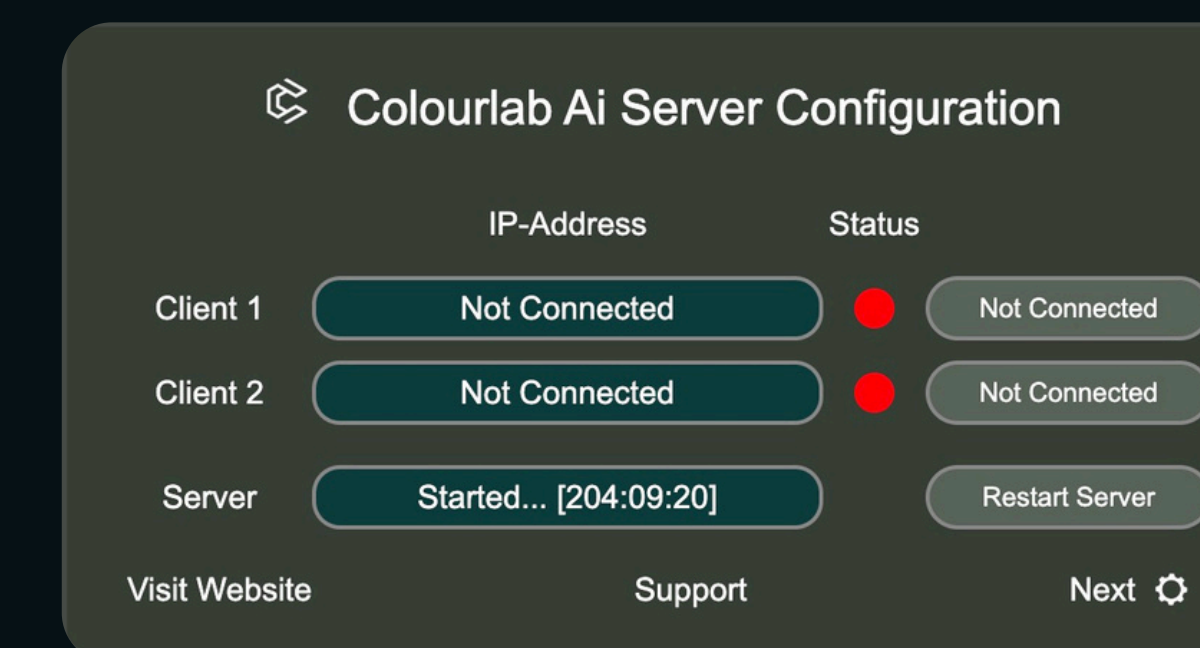 Colourlab Ai Server Configuration
IP-Address Status
Client 1 Not Connected Not Connected
Client 2 Not Connected Not Connected
Server Started... [204:09:20] Restart Server
Visit Website Support Next